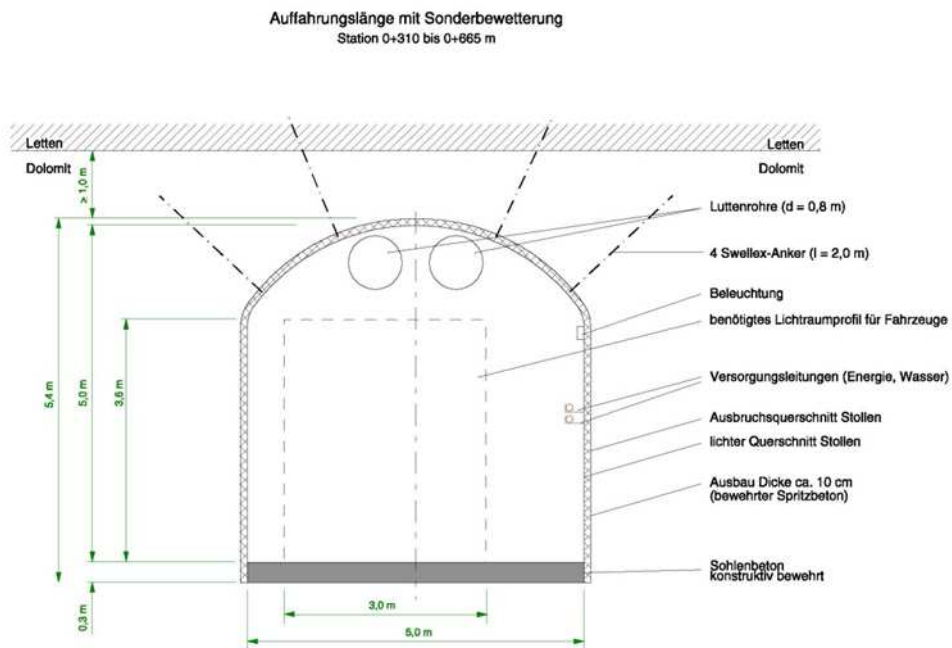 Auffahrungslänge mit Sonderbewetterung
Station 0+310 bis 0+665 m
Letten
Letten
Dolomit
Dolomit
≥ 1,0 m
Luttenrohre (d = 0,8 m)
4 Swellex-Anker (l = 2,0 m)
Beleuchtung
benötigtes Lichtraumprofil für Fahrzeuge
5,4 m
5,0 m
3,6 m
Versorgungsleitungen (Energie, Wasser)
Ausbruchsquerschnitt Stollen
lichter Querschnitt Stollen
Ausbau Dicke ca. 10 cm
(bewehrter Spritzbeton)
Sohlenbeton
konstruktiv bewehrt
0,3 m
3,0 m
5,0 m